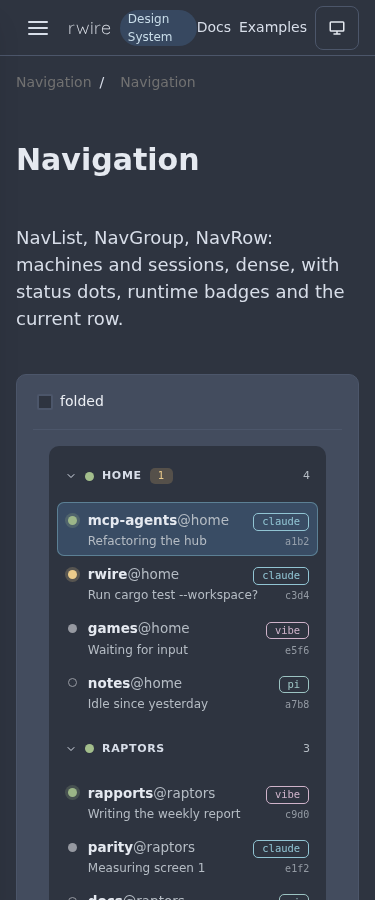 rwire Design System Docs Examples
Navigation / Navigation
Navigation
NavList, NavGroup, NavRow:
machines and sessions, dense, with
status dots, runtime badges and the
current row.
folded
HOME 1 4
mcp-agents@home claude
Refactoring the hub a1b2
rwire@home claude
Run cargo test --workspace? c3d4
games@home vibe
Waiting for input e5f6
notes@home pi
Idle since yesterday a7b8
RAPTORS 3
rapports@raptors vibe
Writing the weekly report c9d0
parity@raptors claude
Measuring screen 1 e1f2
docs@raptors pi